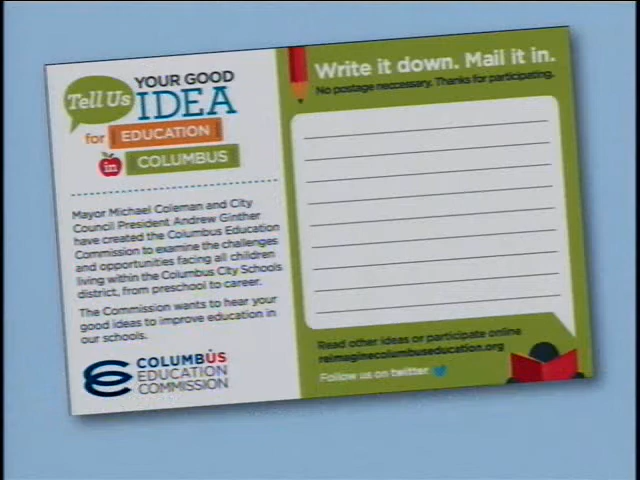 Tell Us
YOUR GOOD
IDEA
for EDUCATION
in COLUMBUS
Mayor Michael Coleman and City
Council President Andrew Ginther
have created the Columbus Education
Commission to examine the challenges
and opportunities facing all children
living within the Columbus City Schools
district, from preschool to career.
The Commission wants to hear your
good ideas to improve education in
our schools.
COLUMBUS
EDUCATION
COMMISSION
Write it down. Mail it in.
No postage neccessary. Thanks for participating.
Read other ideas or participate online
reimaginecolumbuseducation.org
Follow us on twitter